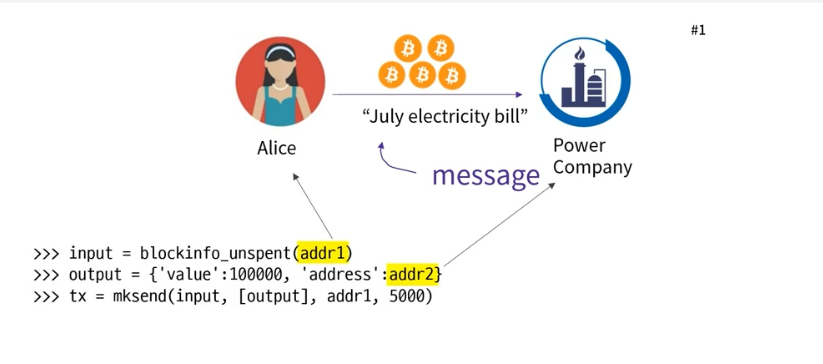 #1
“July electricity bill”
Alice
Power
Company
message
>>> input = blockinfo_unspent(addr1)
>>> output = {'value':100000, 'address':addr2}
>>> tx = mksend(input, [output], addr1, 5000)